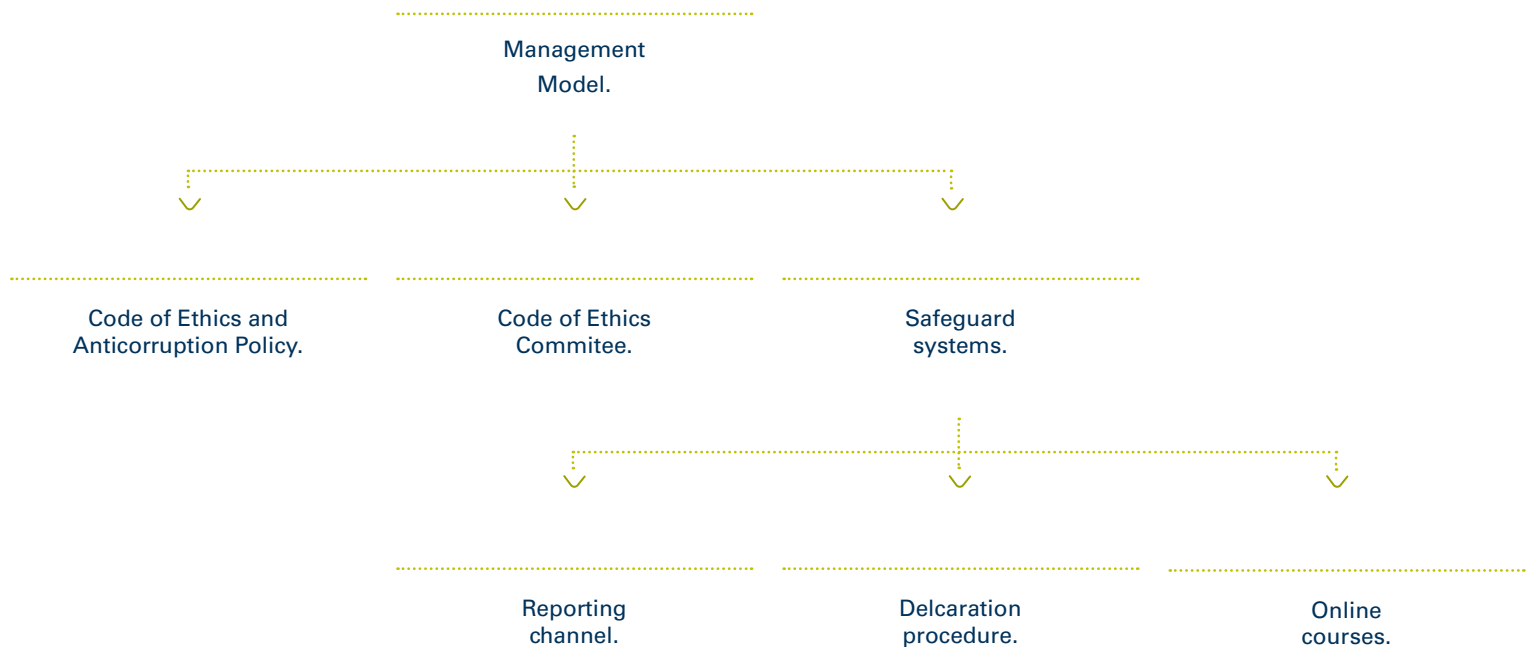 Management
Model.
Code of Ethics and
Anticorruption Policy.
Code of Ethics
Commitee.
Safeguard
systems.
Reporting
channel.
Delcaration
procedure.
Online
courses.